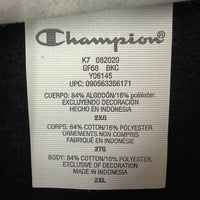 Champion
K7 082020
GF68 BKC
Y06145
UPC: 090563356171
CUERPO: 84% ALGODÓN/16% poliéster.
EXCLUYENDO DECORACIÓN
HECHO EN INDONESIA
2XG
CORPS: 84% COTON/16% POLYESTER.
ORNEMENTS NON COMPRIS
FABRIQUÉ EN INDONÉSIE
2TG
BODY: 84% COTTON/16% POLYESTER
EXCLUSIVE OF DECORATION
MADE IN INDONESIA
2XL